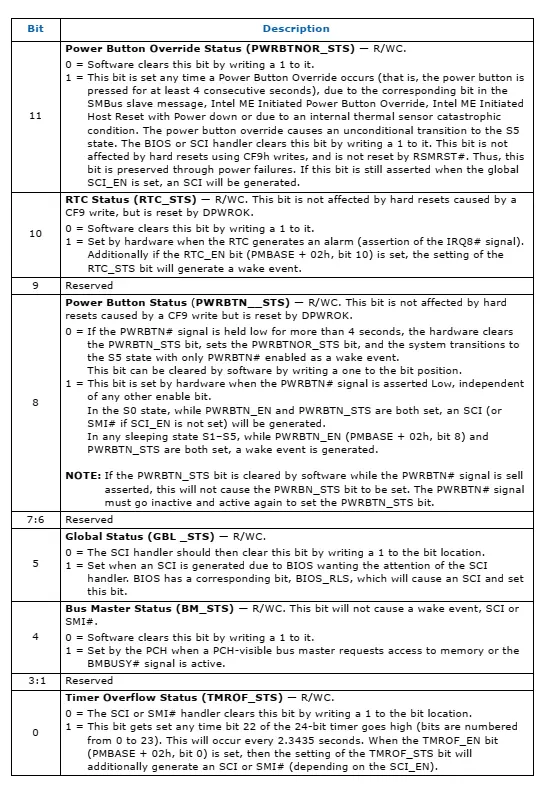 Bit Description
11
Power Button Override Status (PWRBTNOR_STS) — R/WC.
0 = Software clears this bit by writing a 1 to it.
1 = This bit is set any time a Power Button Override occurs (that is, the power button is
pressed for at least 4 consecutive seconds), due to the corresponding bit in the
SMBus slave message, Intel ME Initiated Power Button Override, Intel ME Initiated
Host Reset with Power down or due to an internal thermal sensor catastrophic
condition. The power button override causes an unconditional transition to the S5
state. The BIOS or SCI handler clears this bit by writing a 1 to it. This bit is not
affected by hard resets using CF9h writes, and is not reset by RSMRST#. Thus, this
bit is preserved through power failures. If this bit is still asserted when the global
SCI_EN is set, an SCI will be generated.
10
RTC Status (RTC_STS) — R/WC. This bit is not affected by hard resets caused by a
CF9 write, but is reset by DPWROK.
0 = Software clears this bit by writing a 1 to it.
1 = Set by hardware when the RTC generates an alarm (assertion of the IRQ8# signal).
Additionally if the RTC_EN bit (PMBASE + 02h, bit 10) is set, the setting of the
RTC_STS bit will generate a wake event.
9 Reserved
8
Power Button Status (PWRBTN__STS) — R/WC. This bit is not affected by hard
resets caused by a CF9 write but is reset by DPWROK.
0 = If the PWRBTN# signal is held low for more than 4 seconds, the hardware clears
the PWRBTN_STS bit, sets the PWRBTNOR_STS bit, and the system transitions to
the S5 state with only PWRBTN# enabled as a wake event.
This bit can be cleared by software by writing a one to the bit position.
1 = This bit is set by hardware when the PWRBTN# signal is asserted Low, independent
of any other enable bit.
In the S0 state, while PWRBTN_EN and PWRBTN_STS are both set, an SCI (or
SMI# if SCI_EN is not set) will be generated.
In any sleeping state S1–S5, while PWRBTN_EN (PMBASE + 02h, bit 8) and
PWRBTN_STS are both set, a wake event is generated.
NOTE: If the PWRBTN_STS bit is cleared by software while the PWRBTN# signal is sell
asserted, this will not cause the PWRBN_STS bit to be set. The PWRBTN# signal
must go inactive and active again to set the PWRBTN_STS bit.
7:6 Reserved
5
Global Status (GBL _STS) — R/WC.
0 = The SCI handler should then clear this bit by writing a 1 to the bit location.
1 = Set when an SCI is generated due to BIOS wanting the attention of the SCI
handler. BIOS has a corresponding bit, BIOS_RLS, which will cause an SCI and set
this bit.
4
Bus Master Status (BM_STS) — R/WC. This bit will not cause a wake event, SCI or
SMI#.
0 = Software clears this bit by writing a 1 to it.
1 = Set by the PCH when a PCH-visible bus master requests access to memory or the
BMBUSY# signal is active.
3:1 Reserved
0
Timer Overflow Status (TMROF_STS) — R/WC.
0 = The SCI or SMI# handler clears this bit by writing a 1 to the bit location.
1 = This bit gets set any time bit 22 of the 24-bit timer goes high (bits are numbered
from 0 to 23). This will occur every 2.3435 seconds. When the TMROF_EN bit
(PMBASE + 02h, bit 0) is set, then the setting of the TMROF_STS bit will
additionally generate an SCI or SMI# (depending on the SCI_EN).